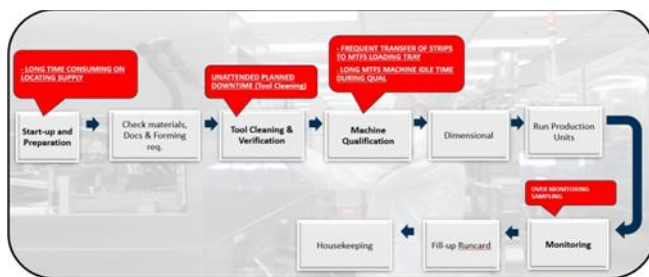 - LONG TIME CONSUMING ON
LOCATING SUPPLY
UNATTENDED PLANNED
DOWNTIME (Tool Cleaning)
- FREQUENT TRANSFER OF STRIPS
TO MTFS LOADING TRAY
- LONG MTFS MACHINE IDLE TIME
DURING QUAL
Start-up and
Preparation
Check materials,
Docs & Forming
req.
Tool Cleaning &
Verification
Machine
Qualification
Dimensional
Run Production
Units
OVER MONITORING
SAMPLING
Housekeeping
Fill-up Runcard
Monitoring